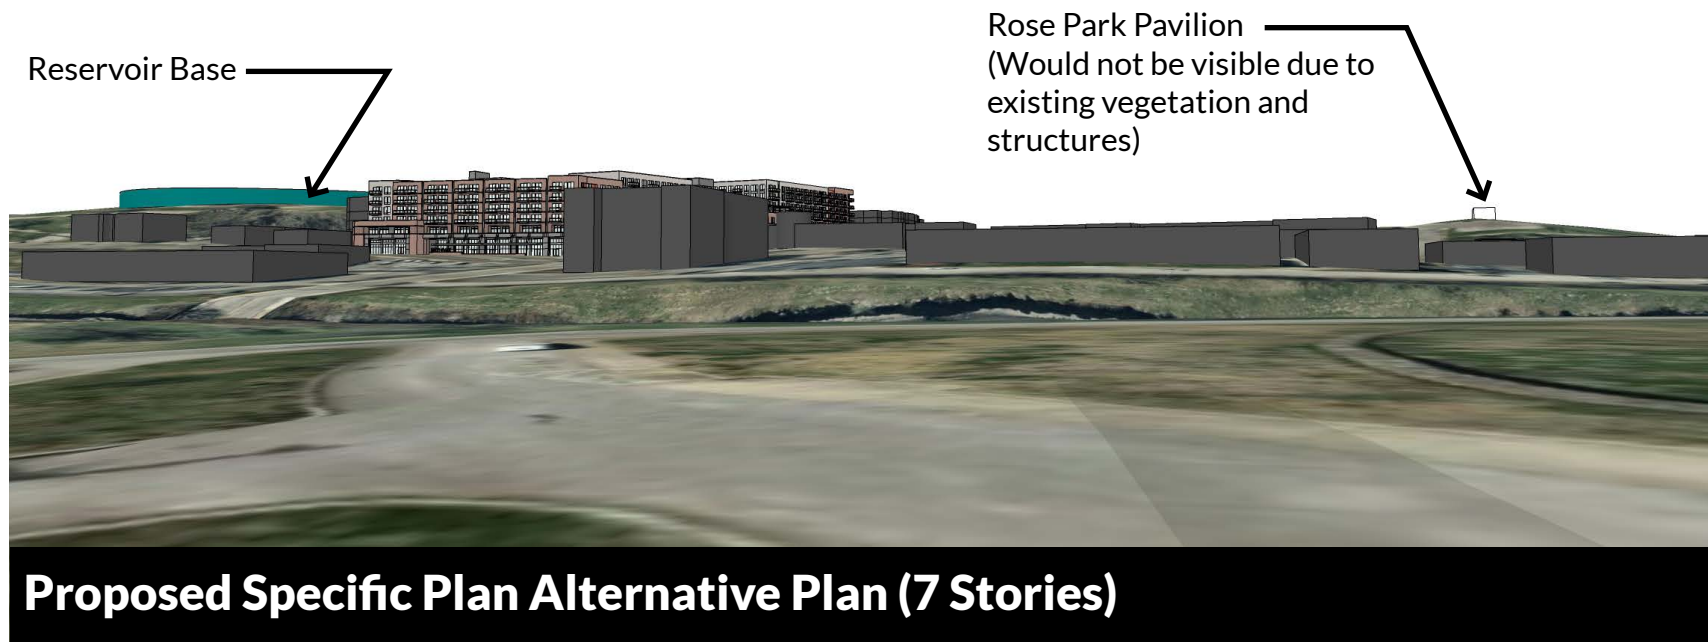 Reservoir Base
Rose Park Pavilion
(Would not be visible due to
existing vegetation and
structures)
Proposed Specific Plan Alternative Plan (7 Stories)